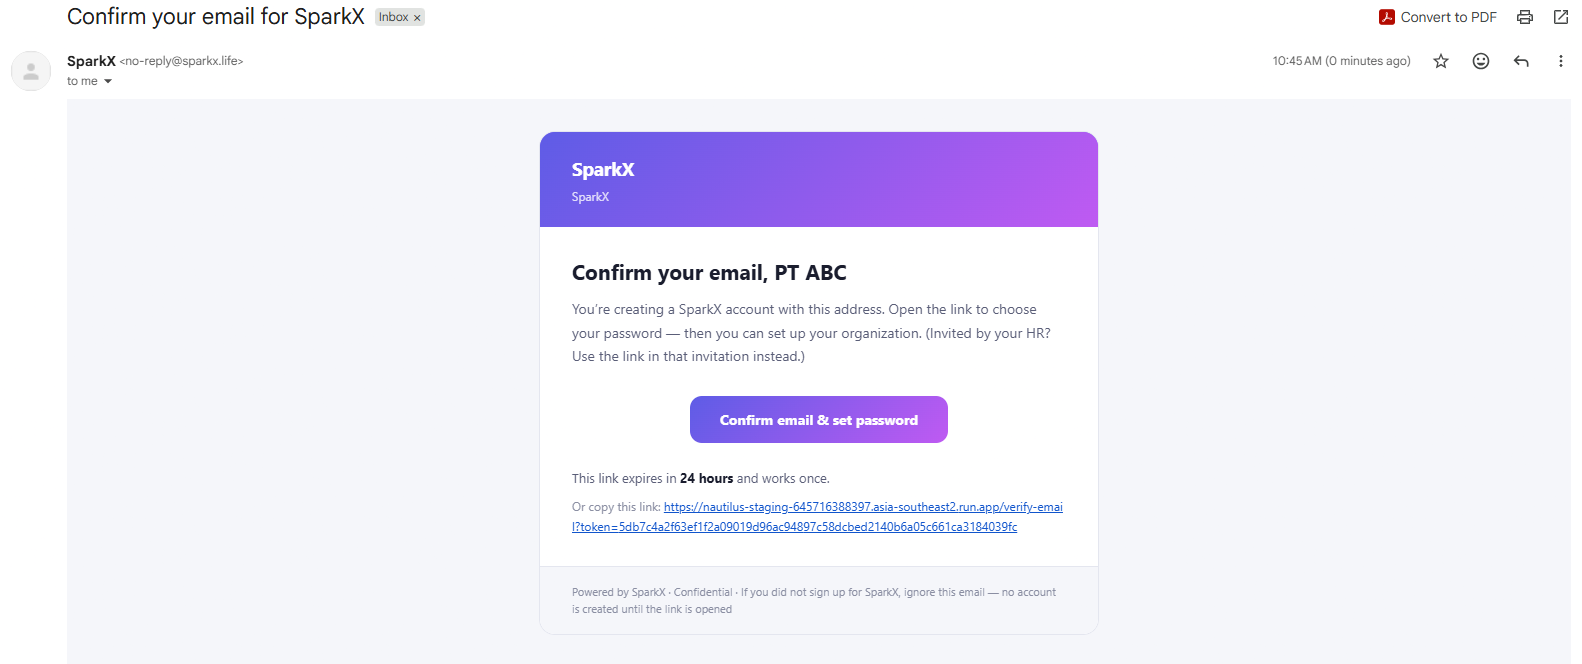 Confirm your email for SparkX Inbox ×
Convert to PDF
SparkX <no-reply@sparkx.life>
10:45 AM (0 minutes ago)
to me
SparkX
SparkX
Confirm your email, PT ABC
You're creating a SparkX account with this address. Open the link to choose
your password — then you can set up your organization. (Invited by your HR?
Use the link in that invitation instead.)
Confirm email & set password
This link expires in 24 hours and works once.
Or copy this link: https://nautilus-staging-645716388397.asia-southeast2.run.app/verify-emai
l?token=5db7c4a2f63ef1f2a09019d96ac94897c58dcbed2140b6a05c661ca3184039fc
Powered by SparkX · Confidential · If you did not sign up for SparkX, ignore this email — no account
is created until the link is opened